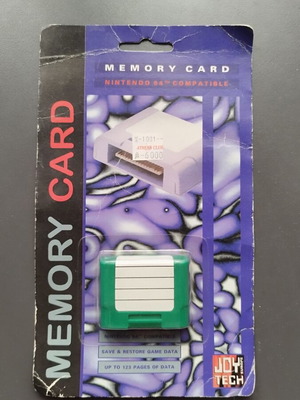 MEMORY CARD
MEMORY CARD
NINTENDO 64™ COMPATIBLE
SAVE & RESTORE GAME DATA
UP TO 123 PAGES OF DATA
JOY
TECH